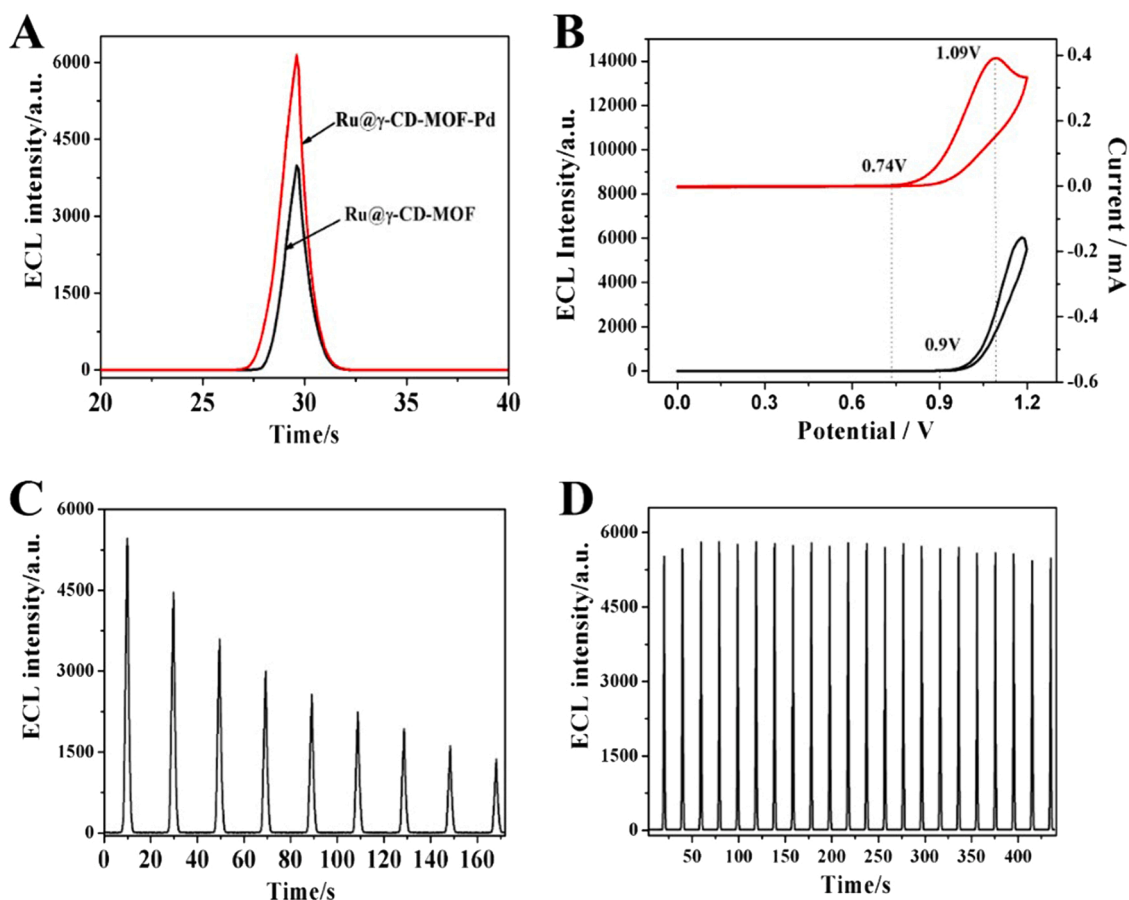 A
ECL intensity/a.u.
6000
4500
3000
1500
0
Ru@γ-CD-MOF-Pd
Ru@γ-CD-MOF
20 25 30 35 40
Time/s
B
ECL Intensity/a.u.
14000
12000
10000
8000
6000
4000
2000
0
1.09V
0.74V
0.9V
0.4
0.2
0.0
-0.2
-0.4
-0.6
Current / mA
0.0 0.3 0.6 0.9 1.2
Potential / V
C
ECL intensity/a.u.
6000
4500
3000
1500
0
0 20 40 60 80 100 120 140 160
Time/s
D
ECL intensity/a.u.
6000
4500
3000
1500
0
50 100 150 200 250 300 350 400
Time/s